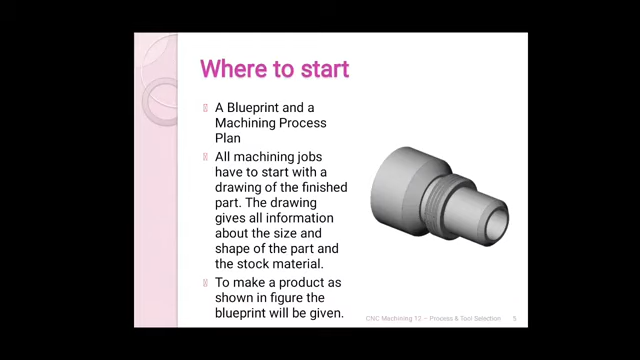 Where to start
A Blueprint and a
Machining Process
Plan
All machining jobs
have to start with a
drawing of the finished
part. The drawing
gives all information
about the size and
shape of the part and
the stock material.
To make a product as
shown in figure the
blueprint will be given.
CNC Machining 12 – Process & Tool Selection 5